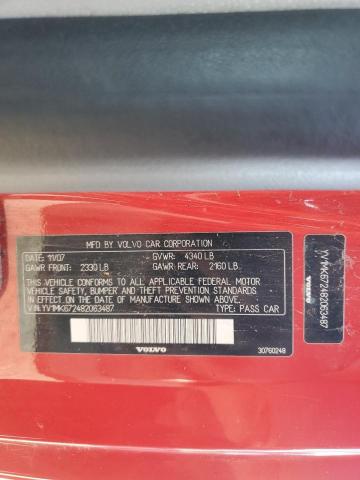 MFD BY VOLVO CAR CORPORATION
DATE: 11/07 GVWR: 4340 LB
GAWR FRONT: 2330 LB GAWR REAR: 2160 LB
THIS VEHICLE CONFORMS TO ALL APPLICABLE FEDERAL MOTOR
VEHICLE SAFETY, BUMPER, AND THEFT PREVENTION STANDARDS
IN EFFECT ON THE DATE OF MANUFACTURE SHOWN ABOVE.
VIN: YV1MK672482063487 TYPE: PASS CAR
VOLVO 30760248
YV1MK672482063487
VOLVO